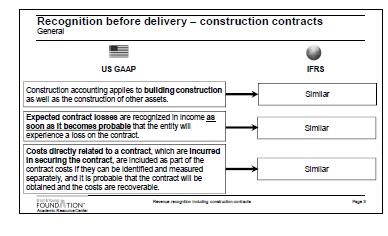 Recognition before delivery – construction contracts
General
US GAAP
IFRS
Construction accounting applies to building construction
as well as the construction of other assets.
Similar
Expected contract losses are recognized in income as
soon as it becomes probable that the entity will
experience a loss on the contract.
Similar
Costs directly related to a contract, which are incurred
in securing the contract, are included as part of the
contract costs if they can be identified and measured
separately, and it is probable that the contract will be
obtained and the costs are recoverable.
Similar
FOUNDATION
Academic Resource Center
Revenue recognition including construction contracts